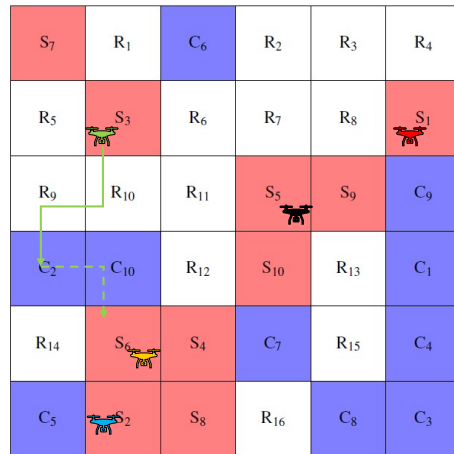 S₇ R₁ C₆ R₂ R₃ R₄
R₅ S₃ R₆ R₇ R₈ S₁
R₉ R₁₀ R₁₁ S₅ S₉ C₉
C₂ C₁₀ R₁₂ S₁₀ R₁₃ C₁
R₁₄ S₆ S₄ C₇ R₁₅ C₄
C₅ S₂ S₈ R₁₆ C₈ C₃